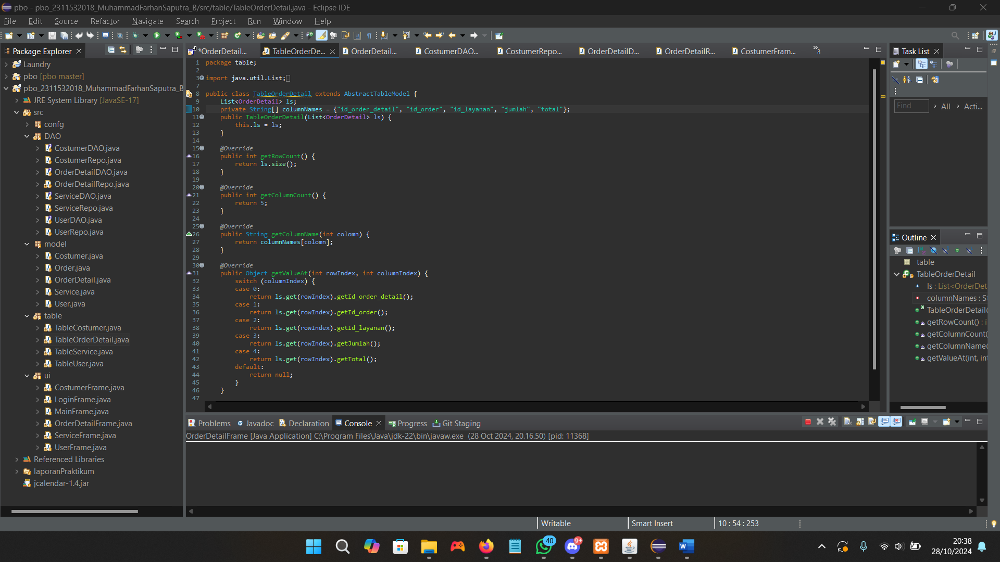 pbo - pbo_2311532018_MuhammadFarhanSaputra_B/src/table/TableOrderDetail.java - Eclipse IDE
File Edit Source Refactor Navigate Search Project Run Window Help
Package Explorer
*OrderDetail... TableOrderDe... OrderDetail... CostumerDAO... CostumerRepo... OrderDetailD... OrderDetailR... CostumerFram... »8
Laundry
pbo [pbo master]
pbo_2311532018_MuhammadFarhanSaputra_B
JRE System Library [JavaSE-17]
src
confg
DAO
CostumerDAO.java
CostumerRepo.java
OrderDetailDAO.java
OrderDetailRepo.java
ServiceDAO.java
ServiceRepo.java
UserDAO.java
UserRepo.java
model
Costumer.java
Order.java
OrderDetail.java
Service.java
User.java
table
TableCostumer.java
TableOrderDetail.java
TableService.java
TableUser.java
ui
CostumerFrame.java
LoginFrame.java
MainFrame.java
OrderDetailFrame.java
ServiceFrame.java
UserFrame.java
Referenced Libraries
laporanPraktikum
jcalendar-1.4.jar
1 package table;
2
3 import java.util.List;
7
8 public class TableOrderDetail extends AbstractTableModel {
9 List<OrderDetail> ls;
10 private String[] columnNames = {"id_order_detail", "id_order", "id_layanan", "jumlah", "total"};
11 public TableOrderDetail(List<OrderDetail> ls) {
12 this.ls = ls;
13 }
14
15 @Override
16 public int getRowCount() {
17 return ls.size();
18 }
19
20 @Override
21 public int getColumnCount() {
22 return 5;
23 }
24
25 @Override
26 public String getColumnName(int colomn) {
27 return columnNames[colomn];
28 }
29
30 @Override
31 public Object getValueAt(int rowIndex, int columnIndex) {
32 switch (columnIndex) {
33 case 0:
34 return ls.get(rowIndex).getId_order_detail();
35 case 1:
36 return ls.get(rowIndex).getId_order();
37 case 2:
38 return ls.get(rowIndex).getId_layanan();
39 case 3:
40 return ls.get(rowIndex).getJumlah();
41 case 4:
42 return ls.get(rowIndex).getTotal();
43 default:
44 return null;
45 }
46 }
47
Task List
Find All Acti...
Outline
table
TableOrderDetail
ls : List<OrderDet
columnNames : St
TableOrderDetail(
getRowCount() : i
getColumnCount(
getColumnName(
getValueAt(int, in
Problems Javadoc Declaration Console Progress Git Staging
OrderDetailFrame [Java Application] C:\Program Files\Java\jdk-22\bin\javaw.exe (28 Oct 2024, 20.16.50) [pid: 11368]
Writable Smart Insert 10 : 54 : 253
40
9+
20:38
28/10/2024